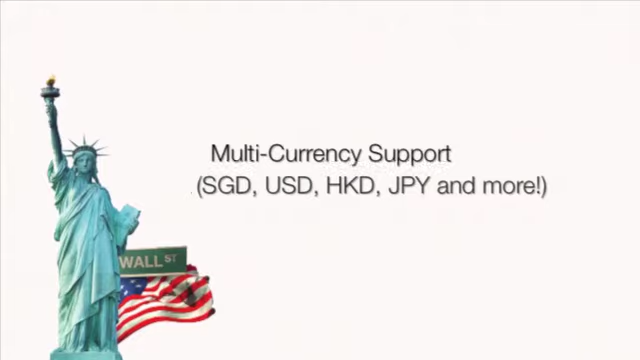 Multi-Currency Support
(SGD, USD, HKD, JPY and more!)
WALL ST